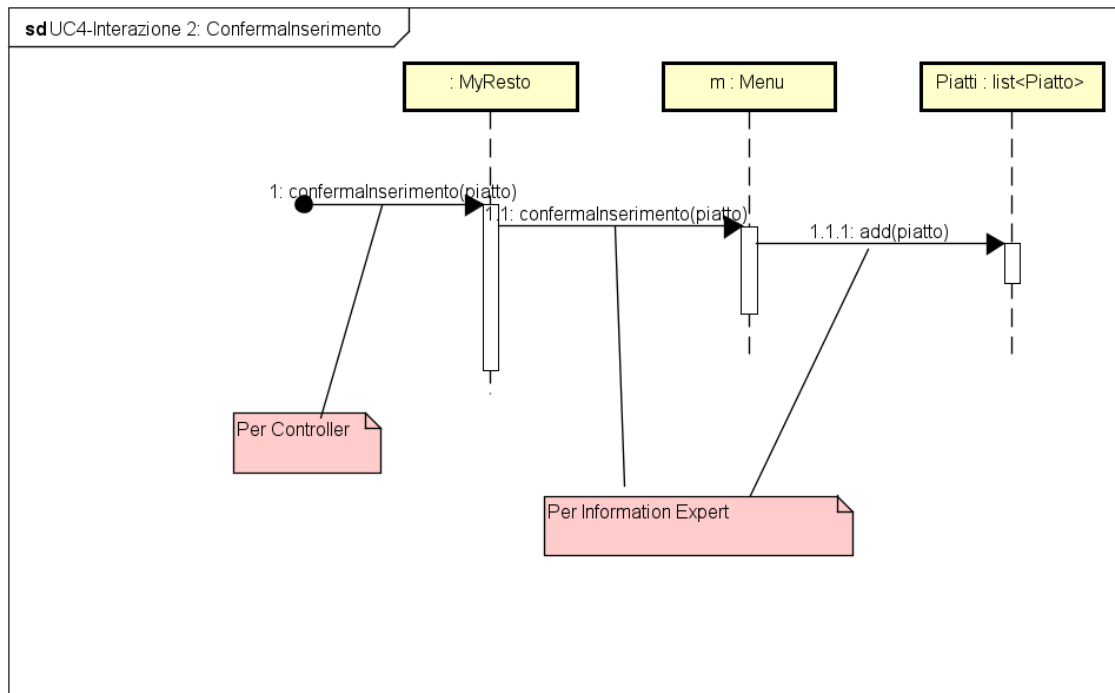 sd UC4-Interazione 2: ConfermaInserimento
: MyResto
m : Menu
Piatti : list<Piatto>
1: confermaInserimento(piatto)
1.1: confermaInserimento(piatto)
1.1.1: add(piatto)
Per Controller
Per Information Expert